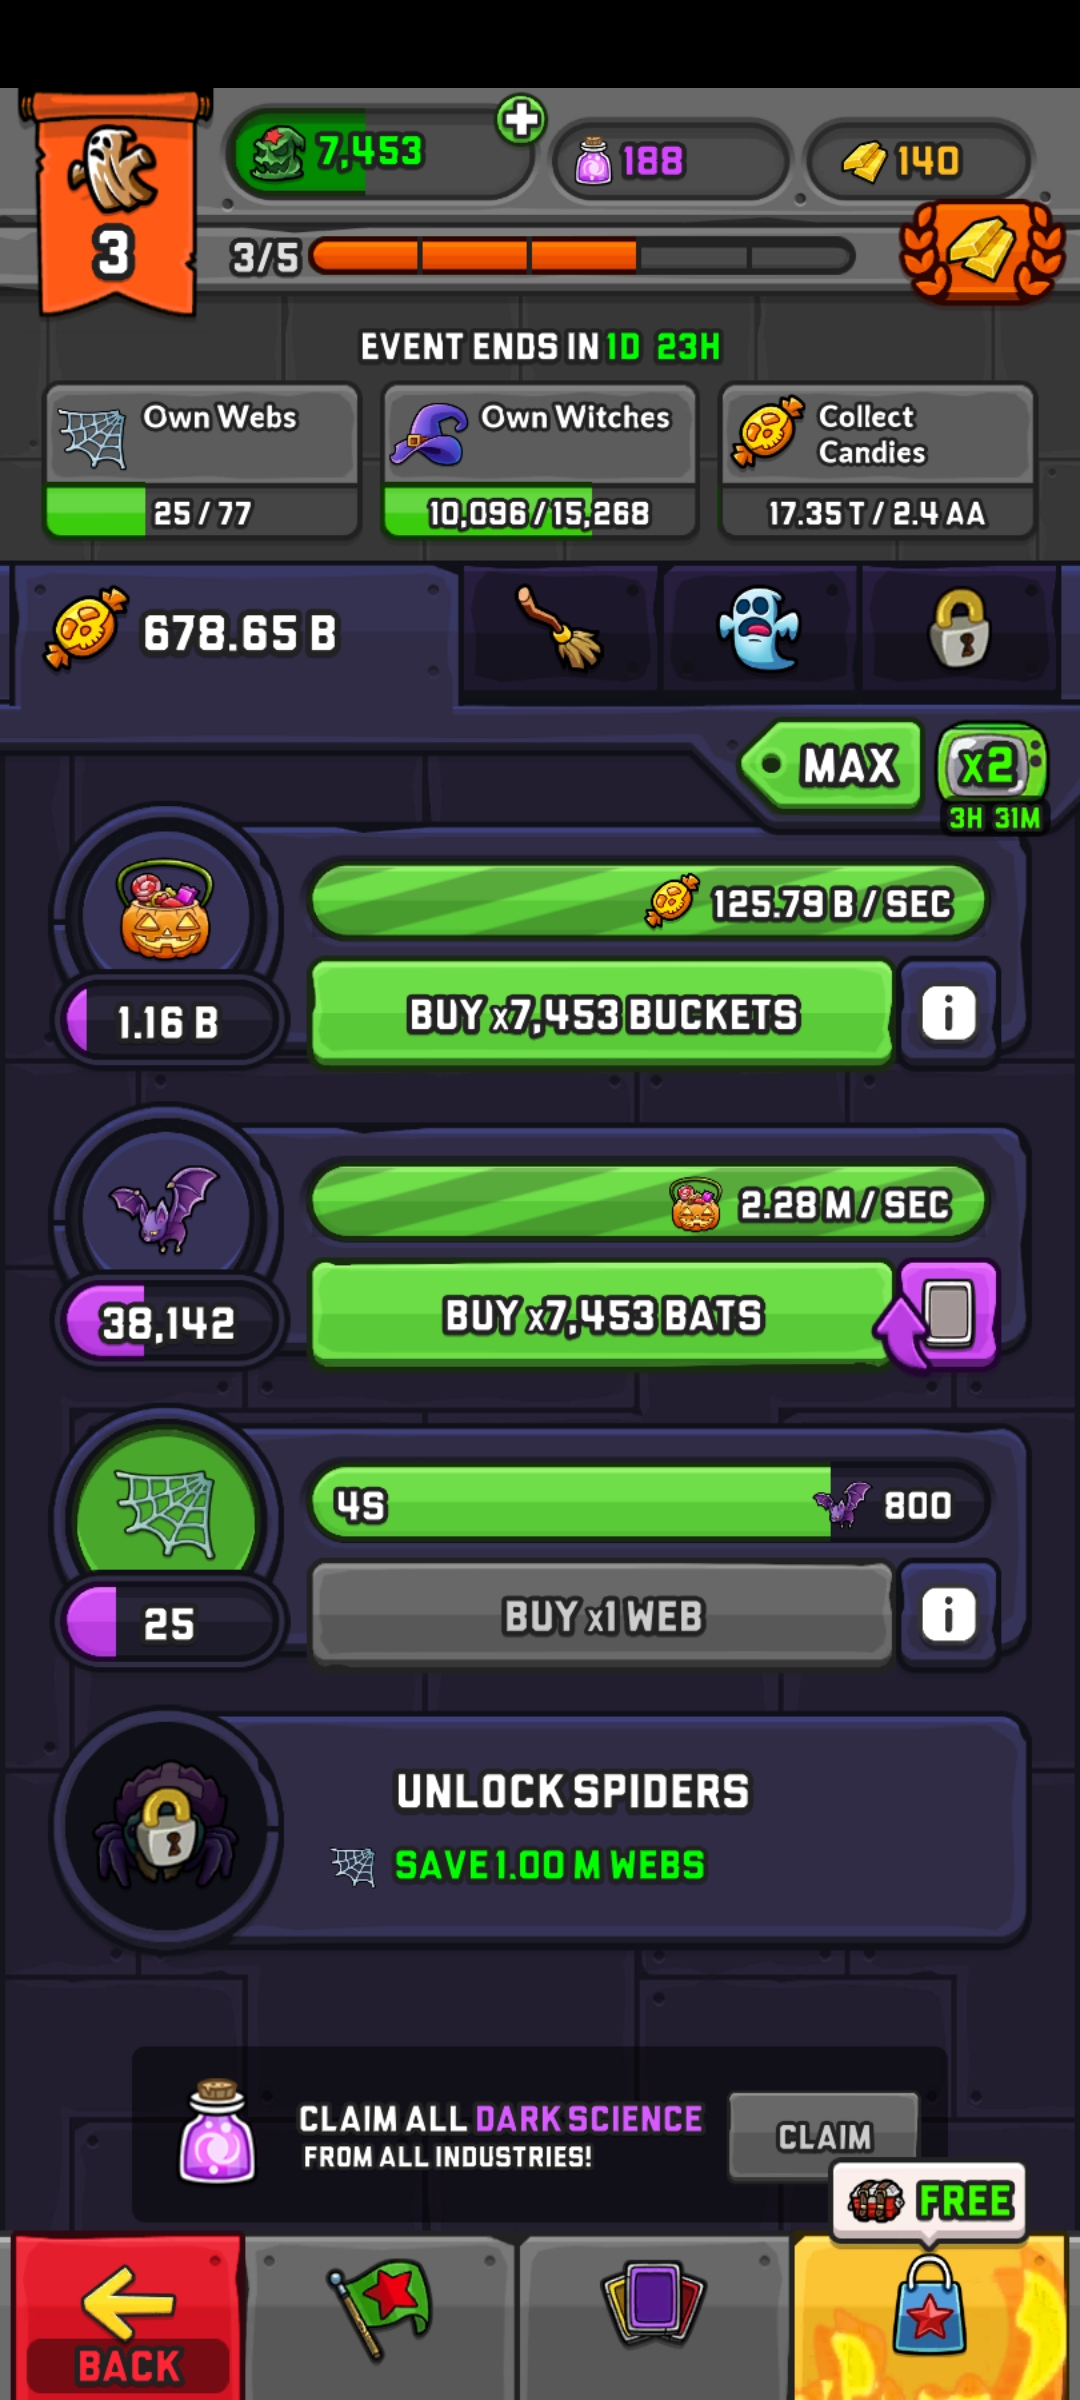 7,453
188
140
3
3/5
EVENT ENDS IN 1D 23H
Own Webs
25/77
Own Witches
10,096/15,268
Collect
Candies
17.35 T / 2.4 AA
678.65 B
MAX
x2
3H 31M
125.79 B / SEC
1.16 B
BUY x7,453 BUCKETS
i
2.28 M / SEC
38,142
BUY x7,453 BATS
4S
800
25
BUY x1 WEB
i
UNLOCK SPIDERS
SAVE 1.00 M WEBS
CLAIM ALL DARK SCIENCE
FROM ALL INDUSTRIES!
CLAIM
FREE
BACK